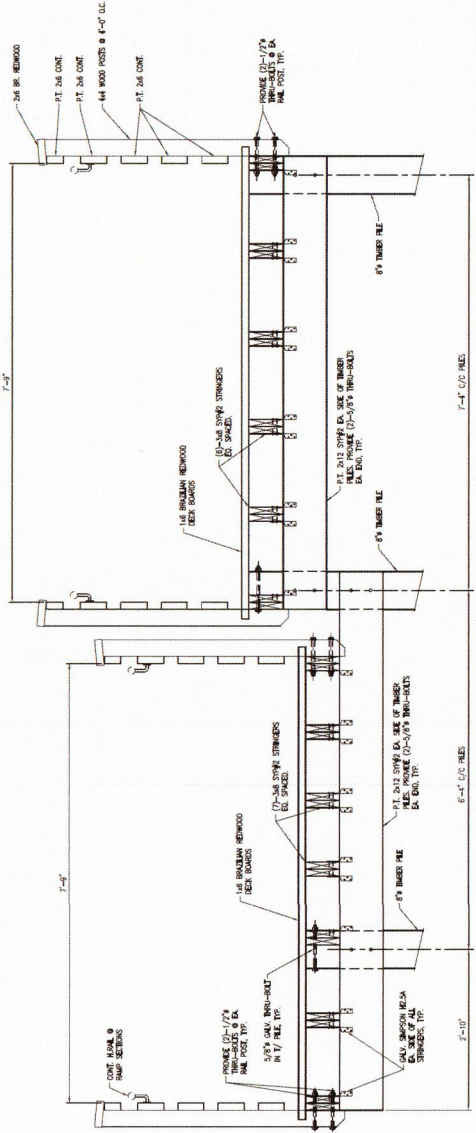 2x6 BR. REDWOOD
P.T. 2x6 CONT.
P.T. 2x6 CONT.
4x4 WOOD POSTS @ 4'-0" O.C.
P.T. 2x6 CONT.
7'-9"
PROVIDE (2)-1/2"ø
THRU-BOLTS @ EA.
RAIL POST, TYP.
1x6 BRAZILIAN REDWOOD
DECK BOARDS
(6)-3x8 SYP#2 STRINGERS
EQ. SPACED.
8"ø TIMBER PILE
P.T. 2x12 SYP#2 EA. SIDE OF TIMBER
PILES. PROVIDE (2)-5/8"ø THRU-BOLTS
EA. END, TYP.
8"ø TIMBER PILE
7'-4" C/C PILES
7'-9"
CONT. H.RAIL @
RAMP SECTIONS
1x6 BRAZILIAN REDWOOD
DECK BOARDS
(7)-3x8 SYP#2 STRINGERS
EQ. SPACED.
PROVIDE (2)-1/2"ø
THRU-BOLTS @ EA.
RAIL POST, TYP.
5/8"ø GALV. THRU-BOLT
IN T/ PILE, TYP.
GALV. SIMPSON H2.5A
EA. SIDE OF ALL
STRINGERS, TYP.
8"ø TIMBER PILE
P.T. 2x12 SYP#2 EA. SIDE OF TIMBER
PILES. PROVIDE (2)-5/8"ø THRU-BOLTS
EA. END, TYP.
2'-10"
6'-4" C/C PILES